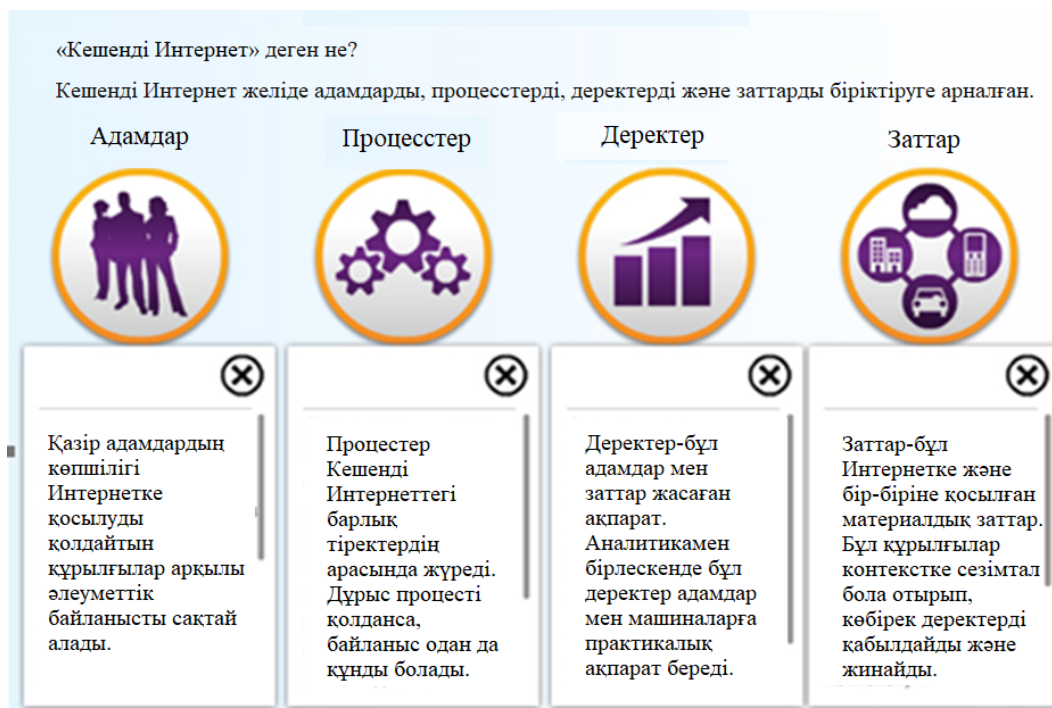 «Кешенді Интернет» деген не?
Кешенді Интернет желіде адамдарды, процесстерді, деректерді және заттарды біріктіруге арналған.
Адамдар
Процесстер
Деректер
Заттар
Қазір адамдардың
көпшілігі
Интернетке
қосылуды
қолдайтын
құрылғылар арқылы
әлеуметтік
байланысты сақтай
алады.
Процестер
Кешенді
Интернеттегі
барлық
тіректердің
арасында жүреді.
Дұрыс процесті
қолданса,
байланыс одан да
құнды болады.
Деректер-бұл
адамдар мен
заттар жасаған
ақпарат.
Аналитикамен
бірлескенде бұл
деректер адамдар
мен машиналарға
практикалық
ақпарат береді.
Заттар-бұл
Интернетке және
бір-біріне қосылған
материалдық заттар.
Бұл құрылғылар
контекстке сезімтал
бола отырып,
көбірек деректерді
қабылдайды және
жинайды.